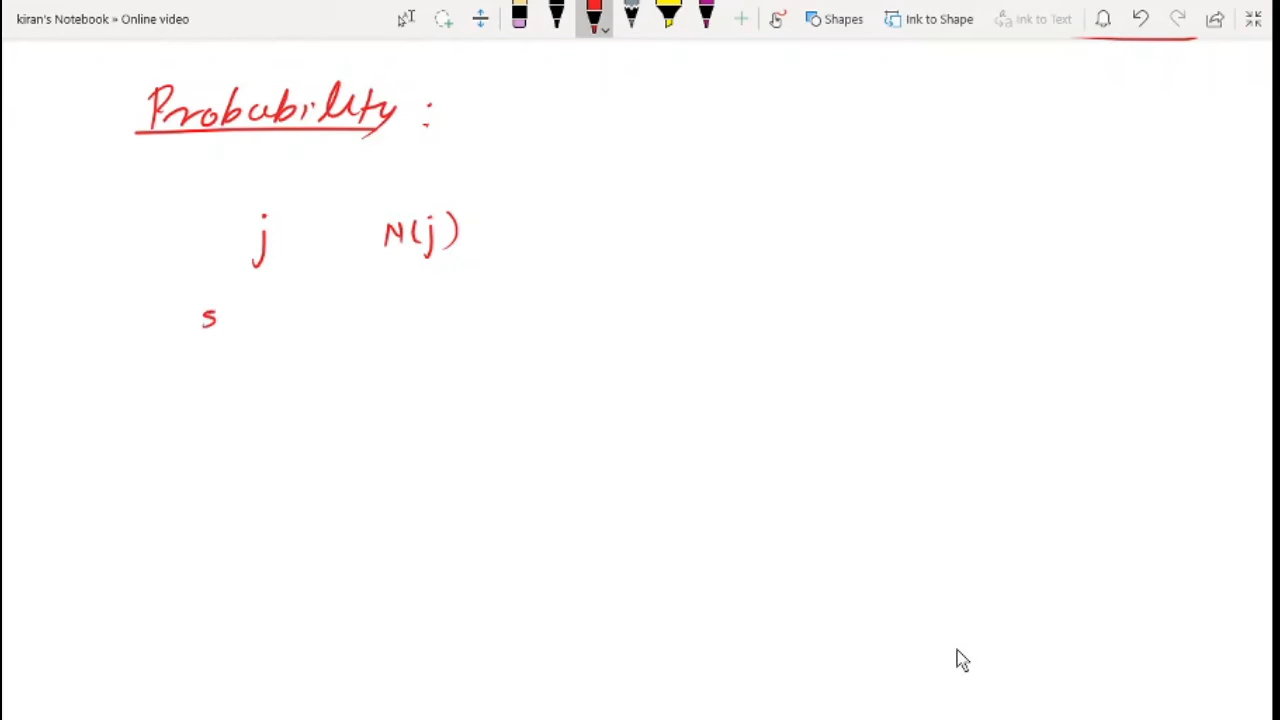 kiran's Notebook » Online video
Shapes
Ink to Shape
Ink to Text
Probability :
j N(j)
s